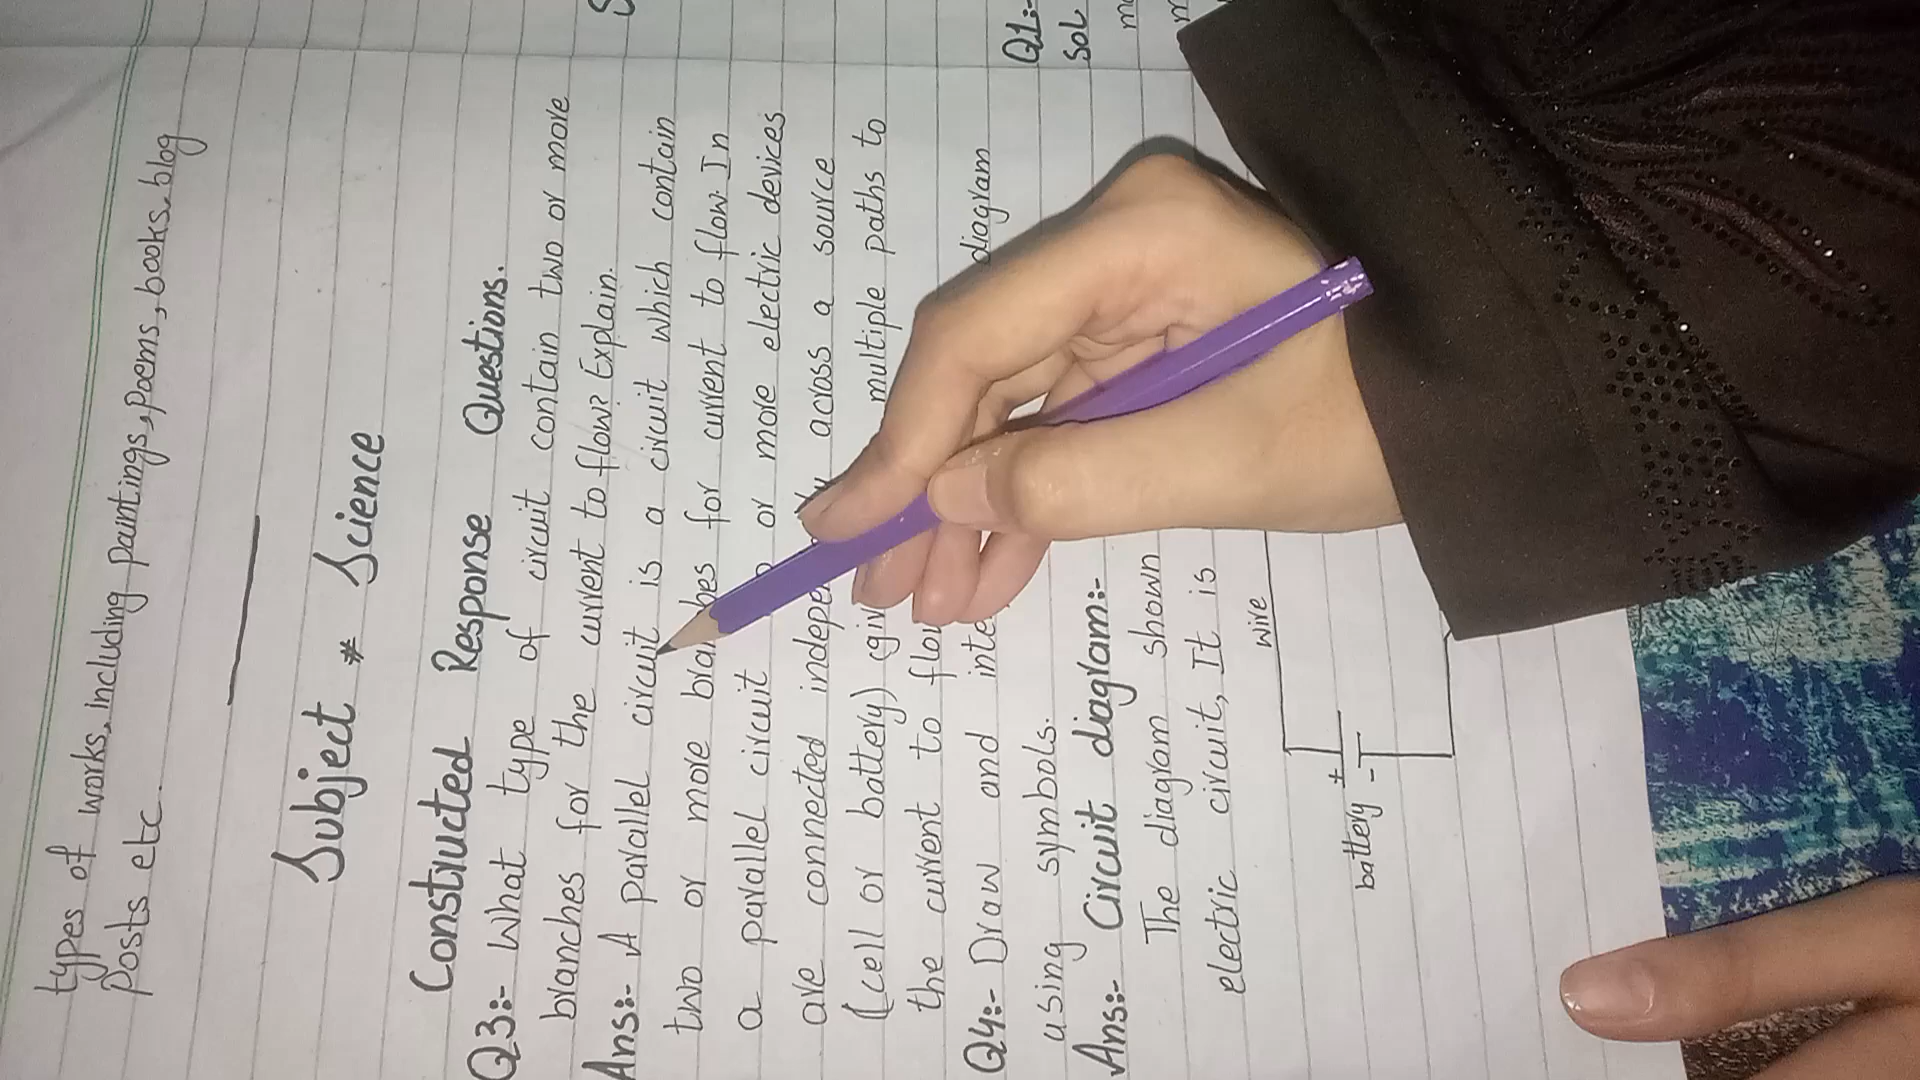 types of works, including paintings, poems, books, blog
Posts etc.
Subject * Science
Constructed Response Questions.
Q3:- What type of circuit contain two or more
branches for the current to flow? Explain.
Ans:- A parallel circuit is a circuit which contain
two or more branches for current to flow. In
a parallel circuit or more electric devices
are connected across a source
(cell or battery) multiple paths to
the current to
Q4:- Draw and diagram
using symbols.
Ans:- Circuit diagram:-
The diagram shown
electric circuit, It is
wire
+
-
battery
Q1:-
Sol